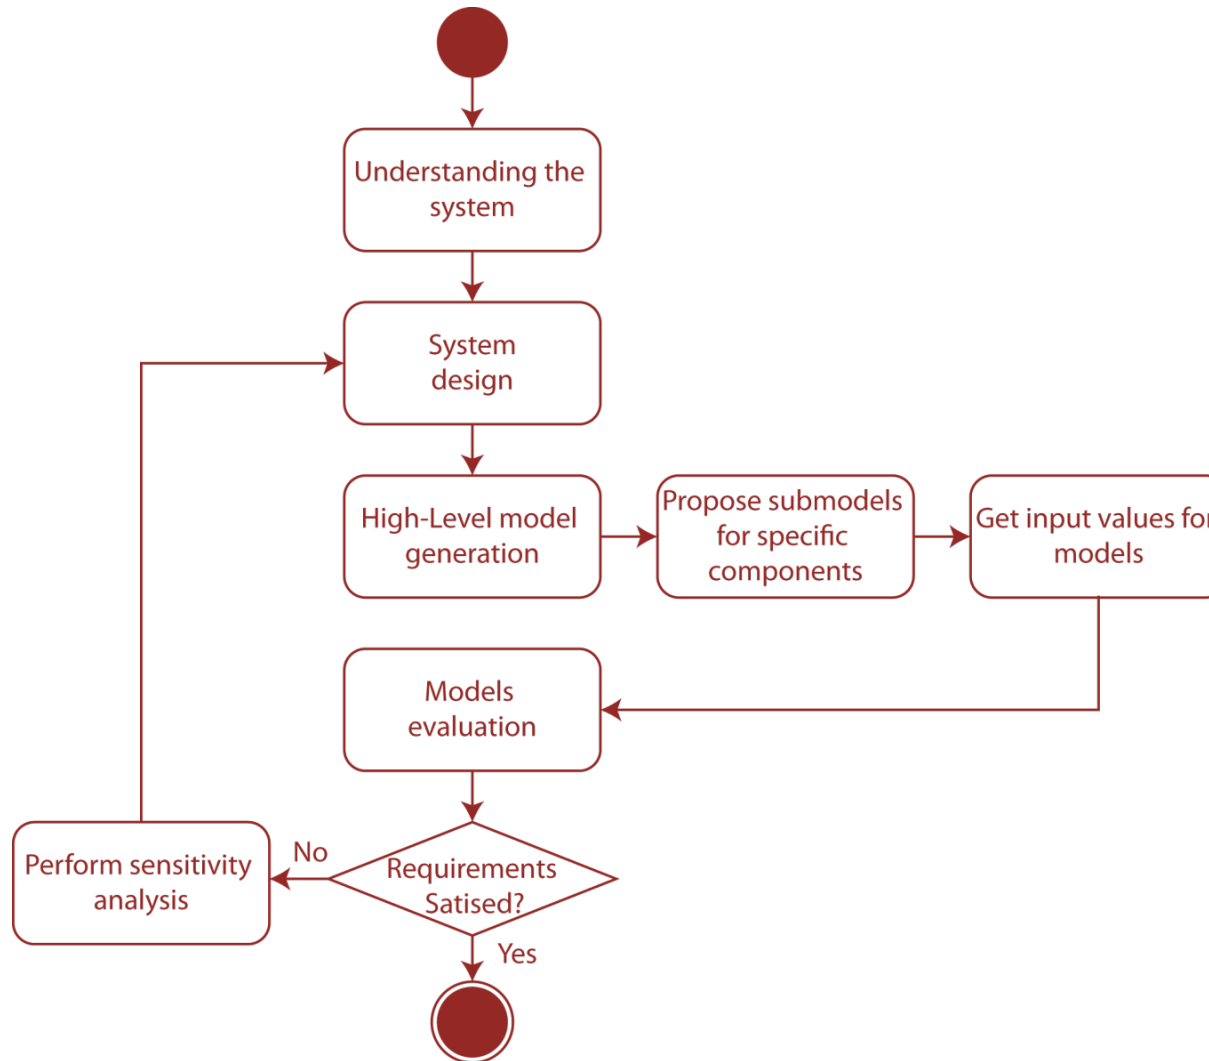 Understanding the
system
System
design
High-Level model
generation
Propose submodels
for specific
components
Get input values for
models
Models
evaluation
Perform sensitivity
analysis
No
Requirements
Satised?
Yes